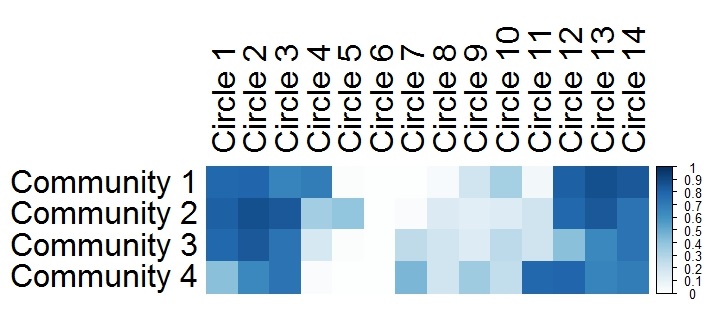 Circle 1
Circle 2
Circle 3
Circle 4
Circle 5
Circle 6
Circle 7
Circle 8
Circle 9
Circle 10
Circle 11
Circle 12
Circle 13
Circle 14
Community 1
Community 2
Community 3
Community 4
1
0.9
0.8
0.7
0.6
0.5
0.4
0.3
0.2
0.1
0